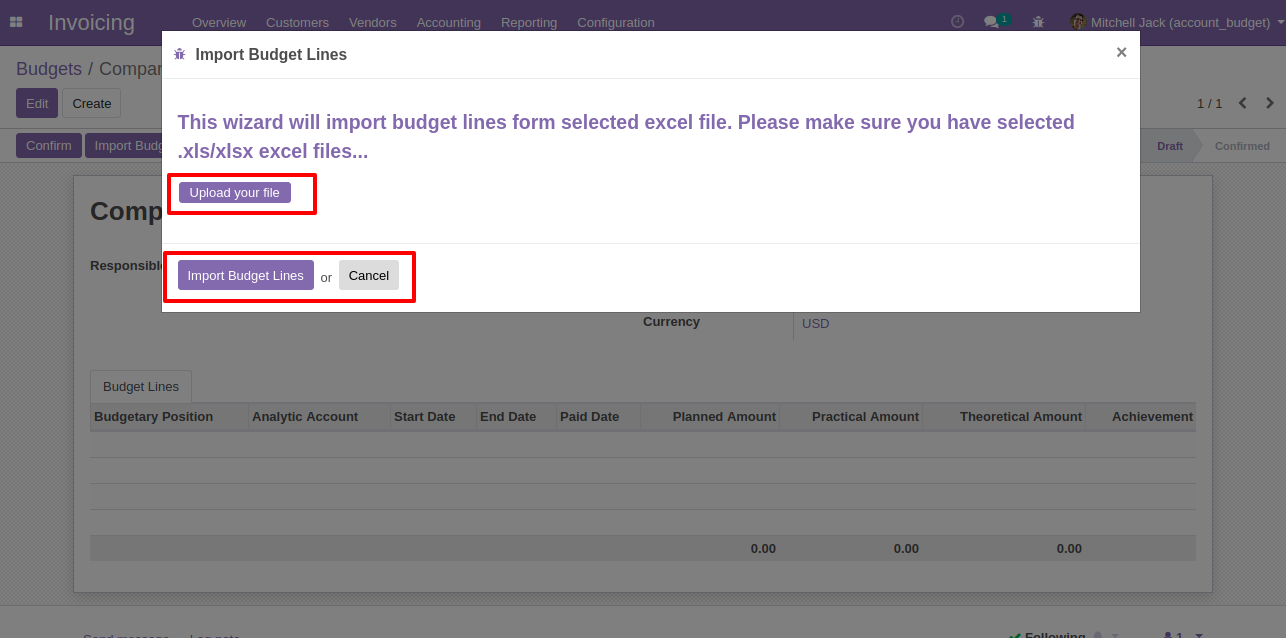 Invoicing Overview Customers Vendors Accounting Reporting Configuration 1 Mitchell Jack (account_budget)
Import Budget Lines ×
Budgets /
Edit Create 1 / 1
This wizard will import budget lines form selected excel file. Please make sure you have selected
.xls/xlsx excel files...
Confirm Import Draft Confirmed
Upload your file
Import Budget Lines or Cancel
Currency USD
Budget Lines
Budgetary Position Analytic Account Start Date End Date Paid Date Planned Amount Practical Amount Theoretical Amount Achievement
0.00 0.00 0.00
Send message Log note Following 1